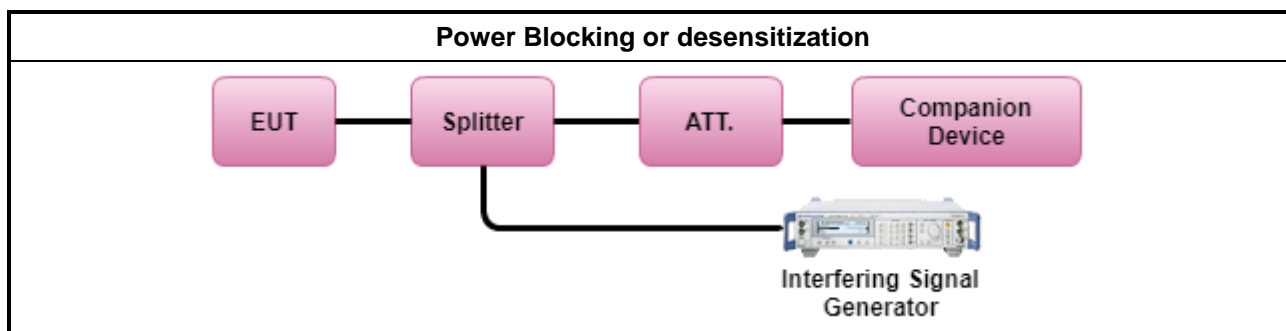 Power Blocking or desensitization
EUT
Splitter
ATT.
Companion
Device
Interfering Signal
Generator